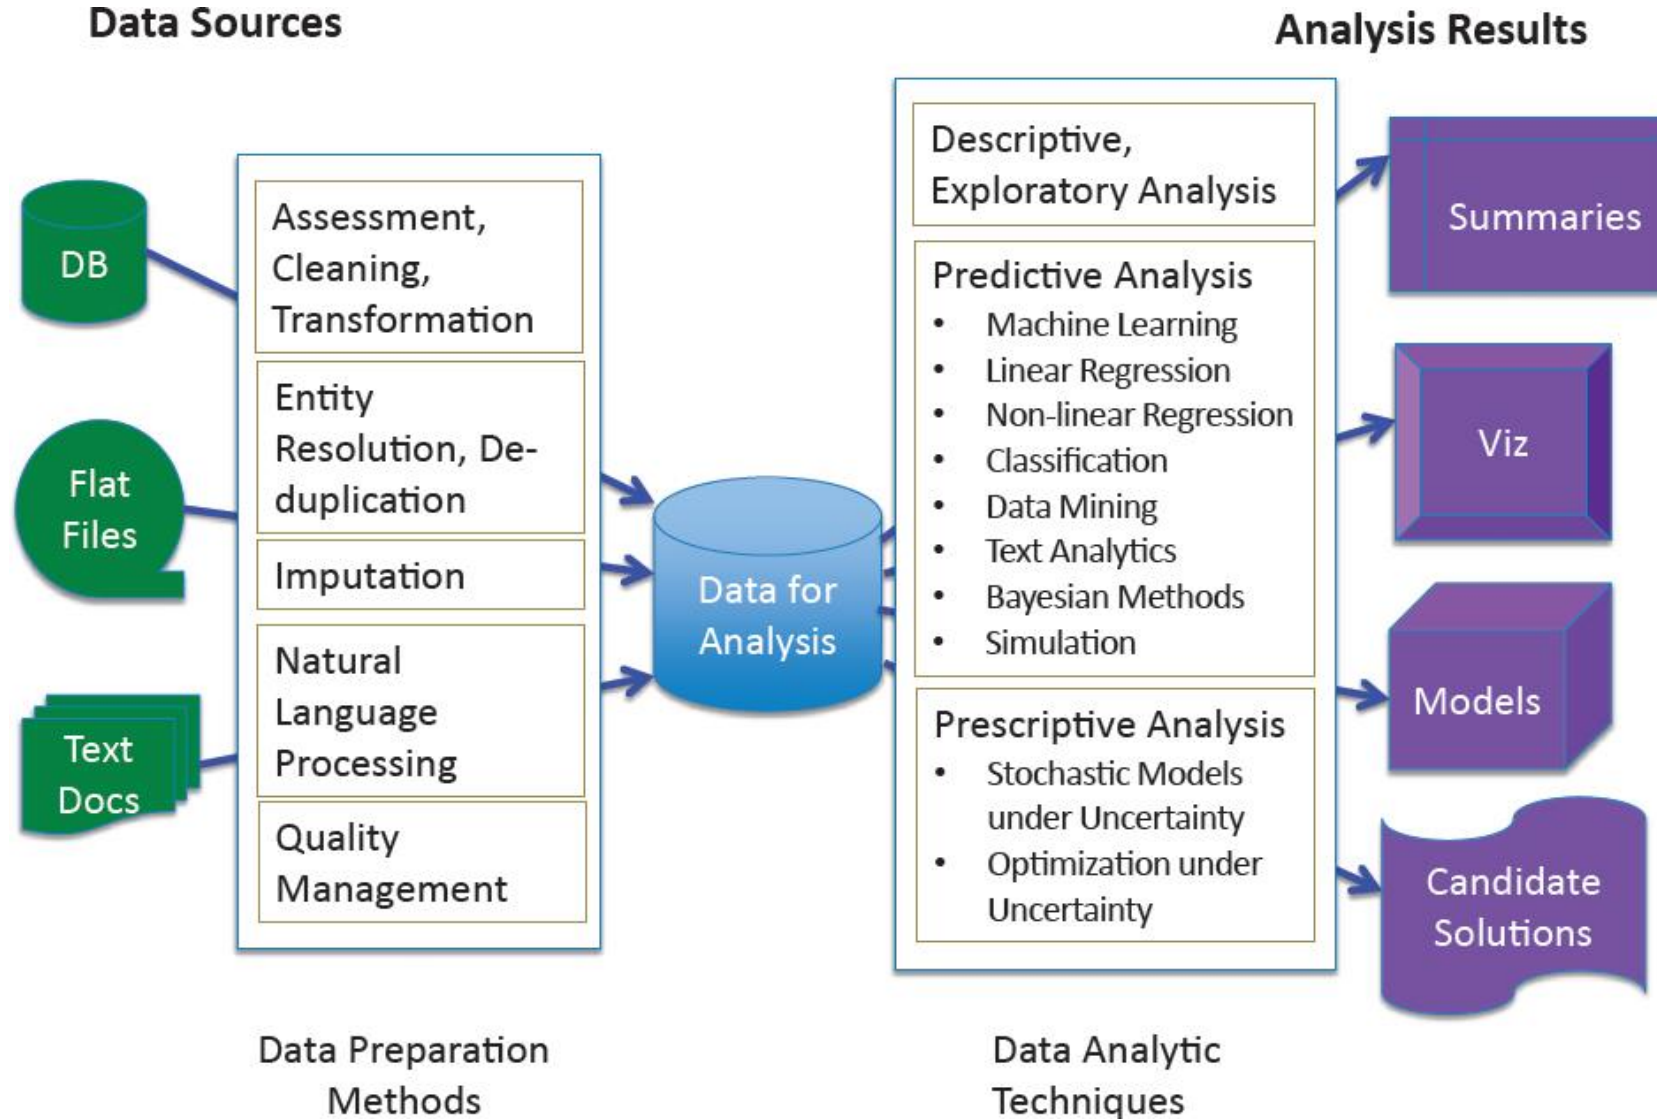 Data Sources
Analysis Results
DB
Flat
Files
Text
Docs
Assessment,
Cleaning,
Transformation
Entity
Resolution, De-
duplication
Imputation
Natural
Language
Processing
Quality
Management
Data Preparation
Methods
Data for
Analysis
Descriptive,
Exploratory Analysis
Predictive Analysis
• Machine Learning
• Linear Regression
• Non-linear Regression
• Classification
• Data Mining
• Text Analytics
• Bayesian Methods
• Simulation
Prescriptive Analysis
• Stochastic Models
under Uncertainty
• Optimization under
Uncertainty
Data Analytic
Techniques
Summaries
Viz
Models
Candidate
Solutions